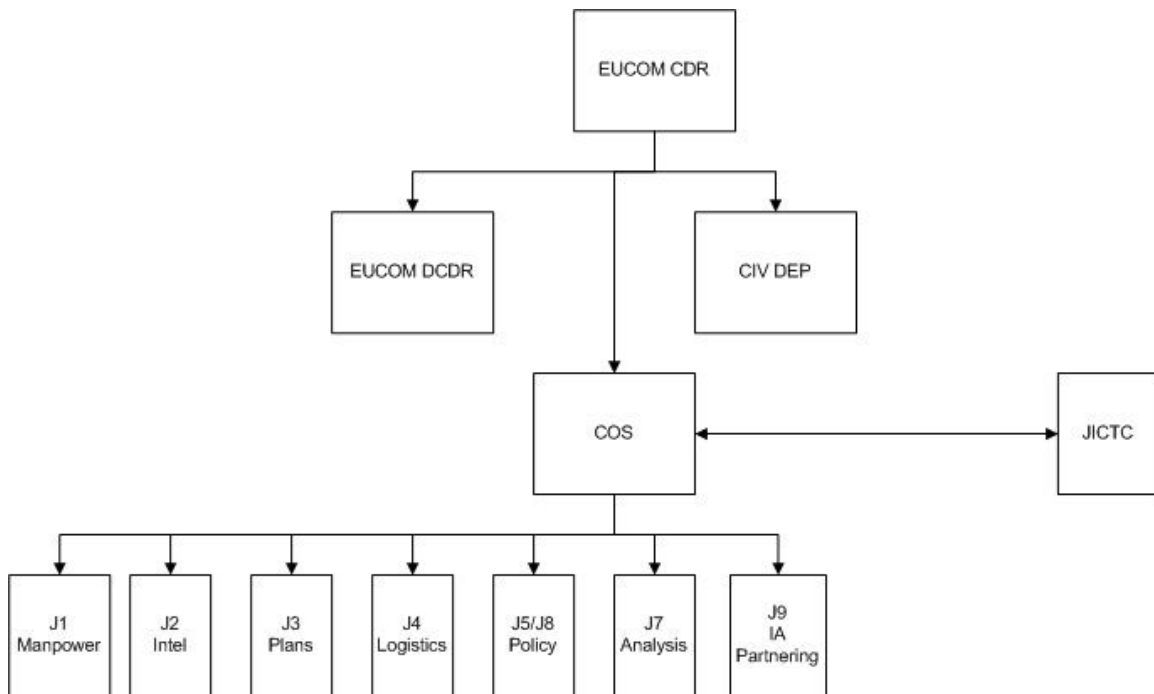 EUCOM CDR
EUCOM DCDR
CIV DEP
COS
JICTC
J1
Manpower
J2
Intel
J3
Plans
J4
Logistics
J5/J8
Policy
J7
Analysis
J9
IA
Partnering